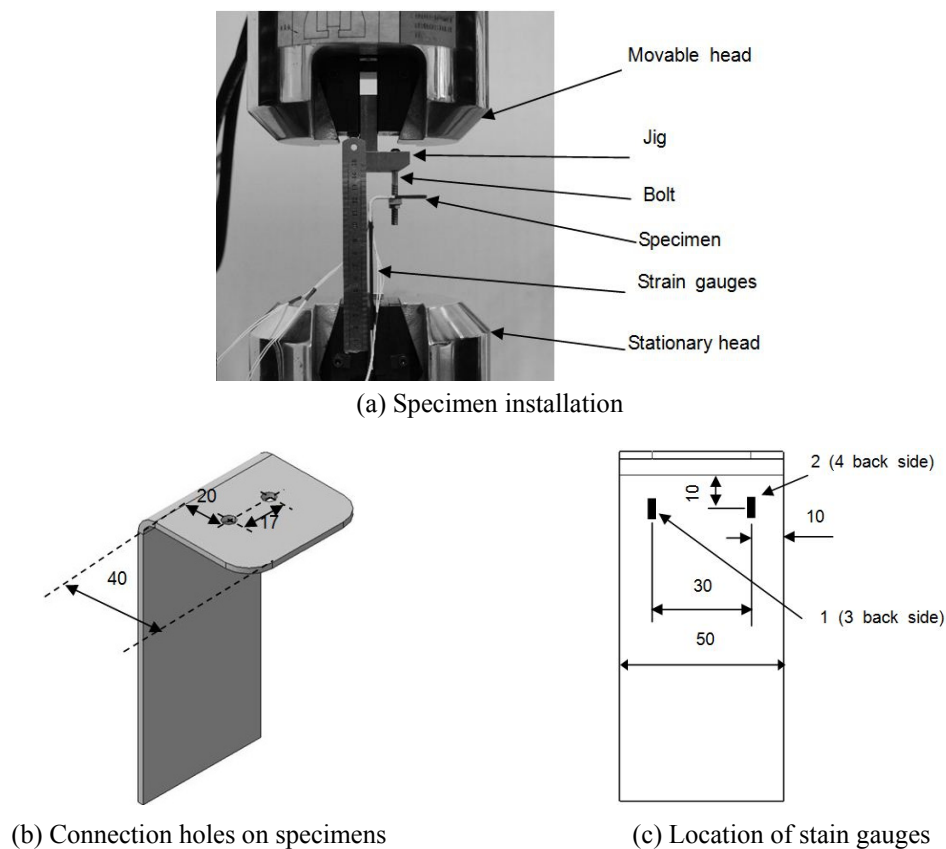 Movable head
Jig
Bolt
Specimen
Strain gauges
Stationary head
(a) Specimen installation
20
17
40
2 (4 back side)
10
10
30
1 (3 back side)
50
(b) Connection holes on specimens
(c) Location of stain gauges